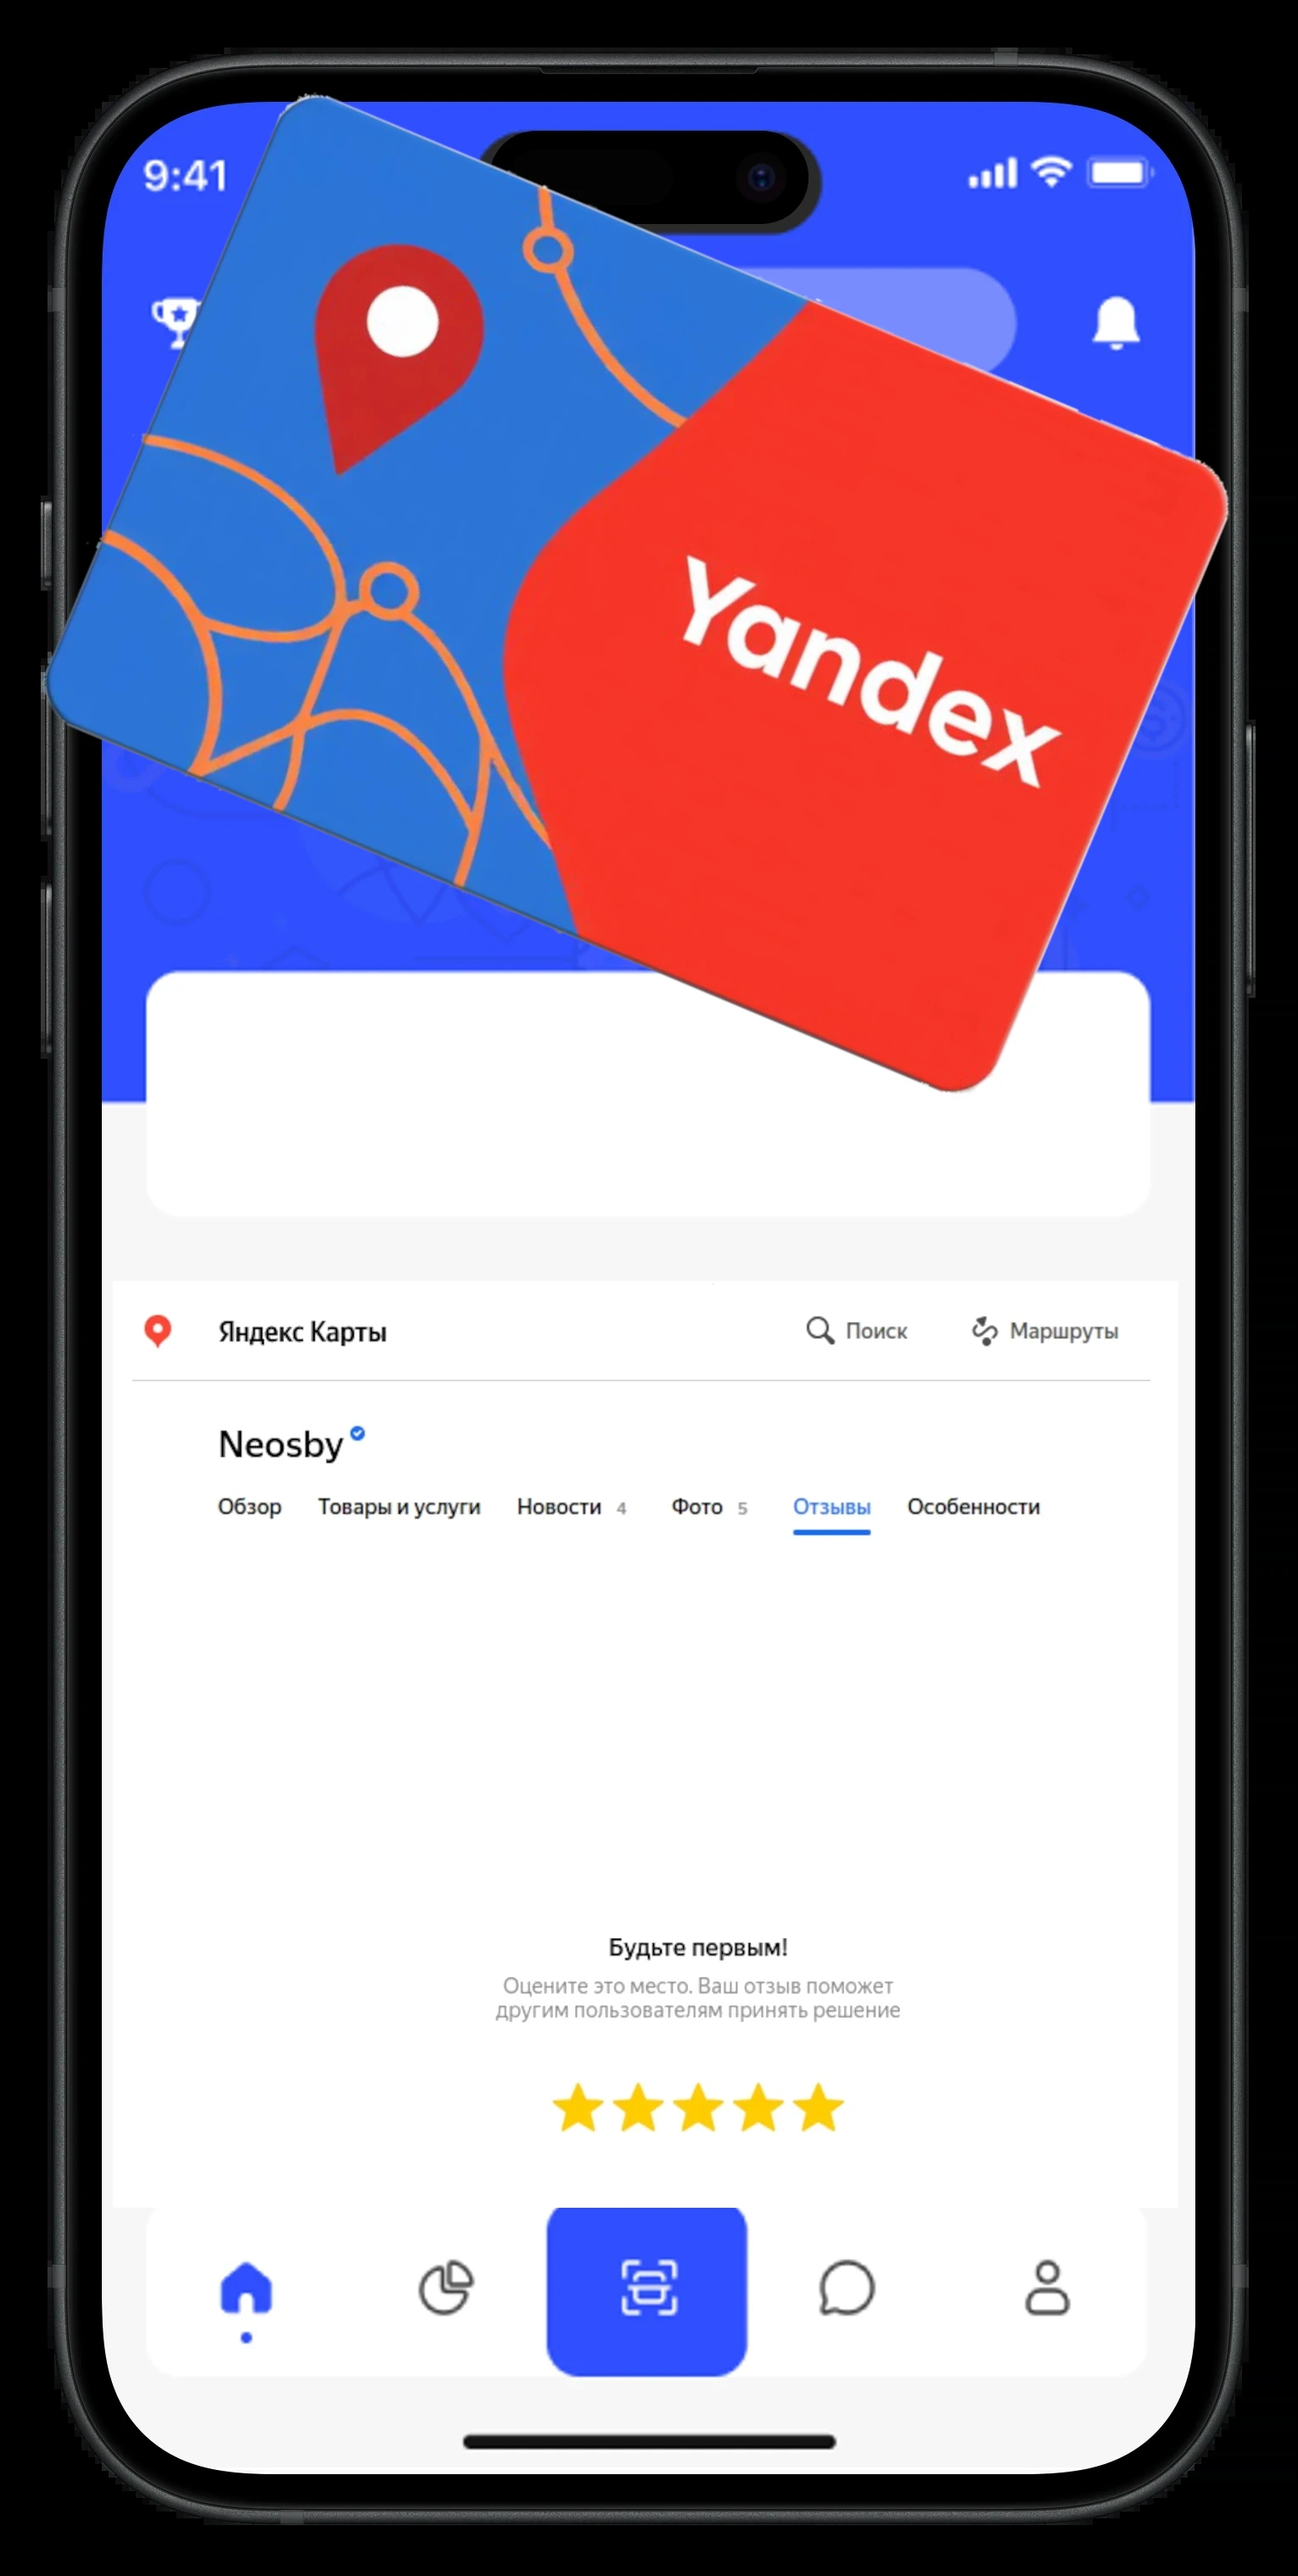 9:41
Yandex
Яндекс Карты
Поиск
Маршруты
Neosby
Обзор Товары и услуги Новости 4 Фото 5 Отзывы Особенности
Будьте первым!
Оцените это место. Ваш отзыв поможет
другим пользователям принять решение